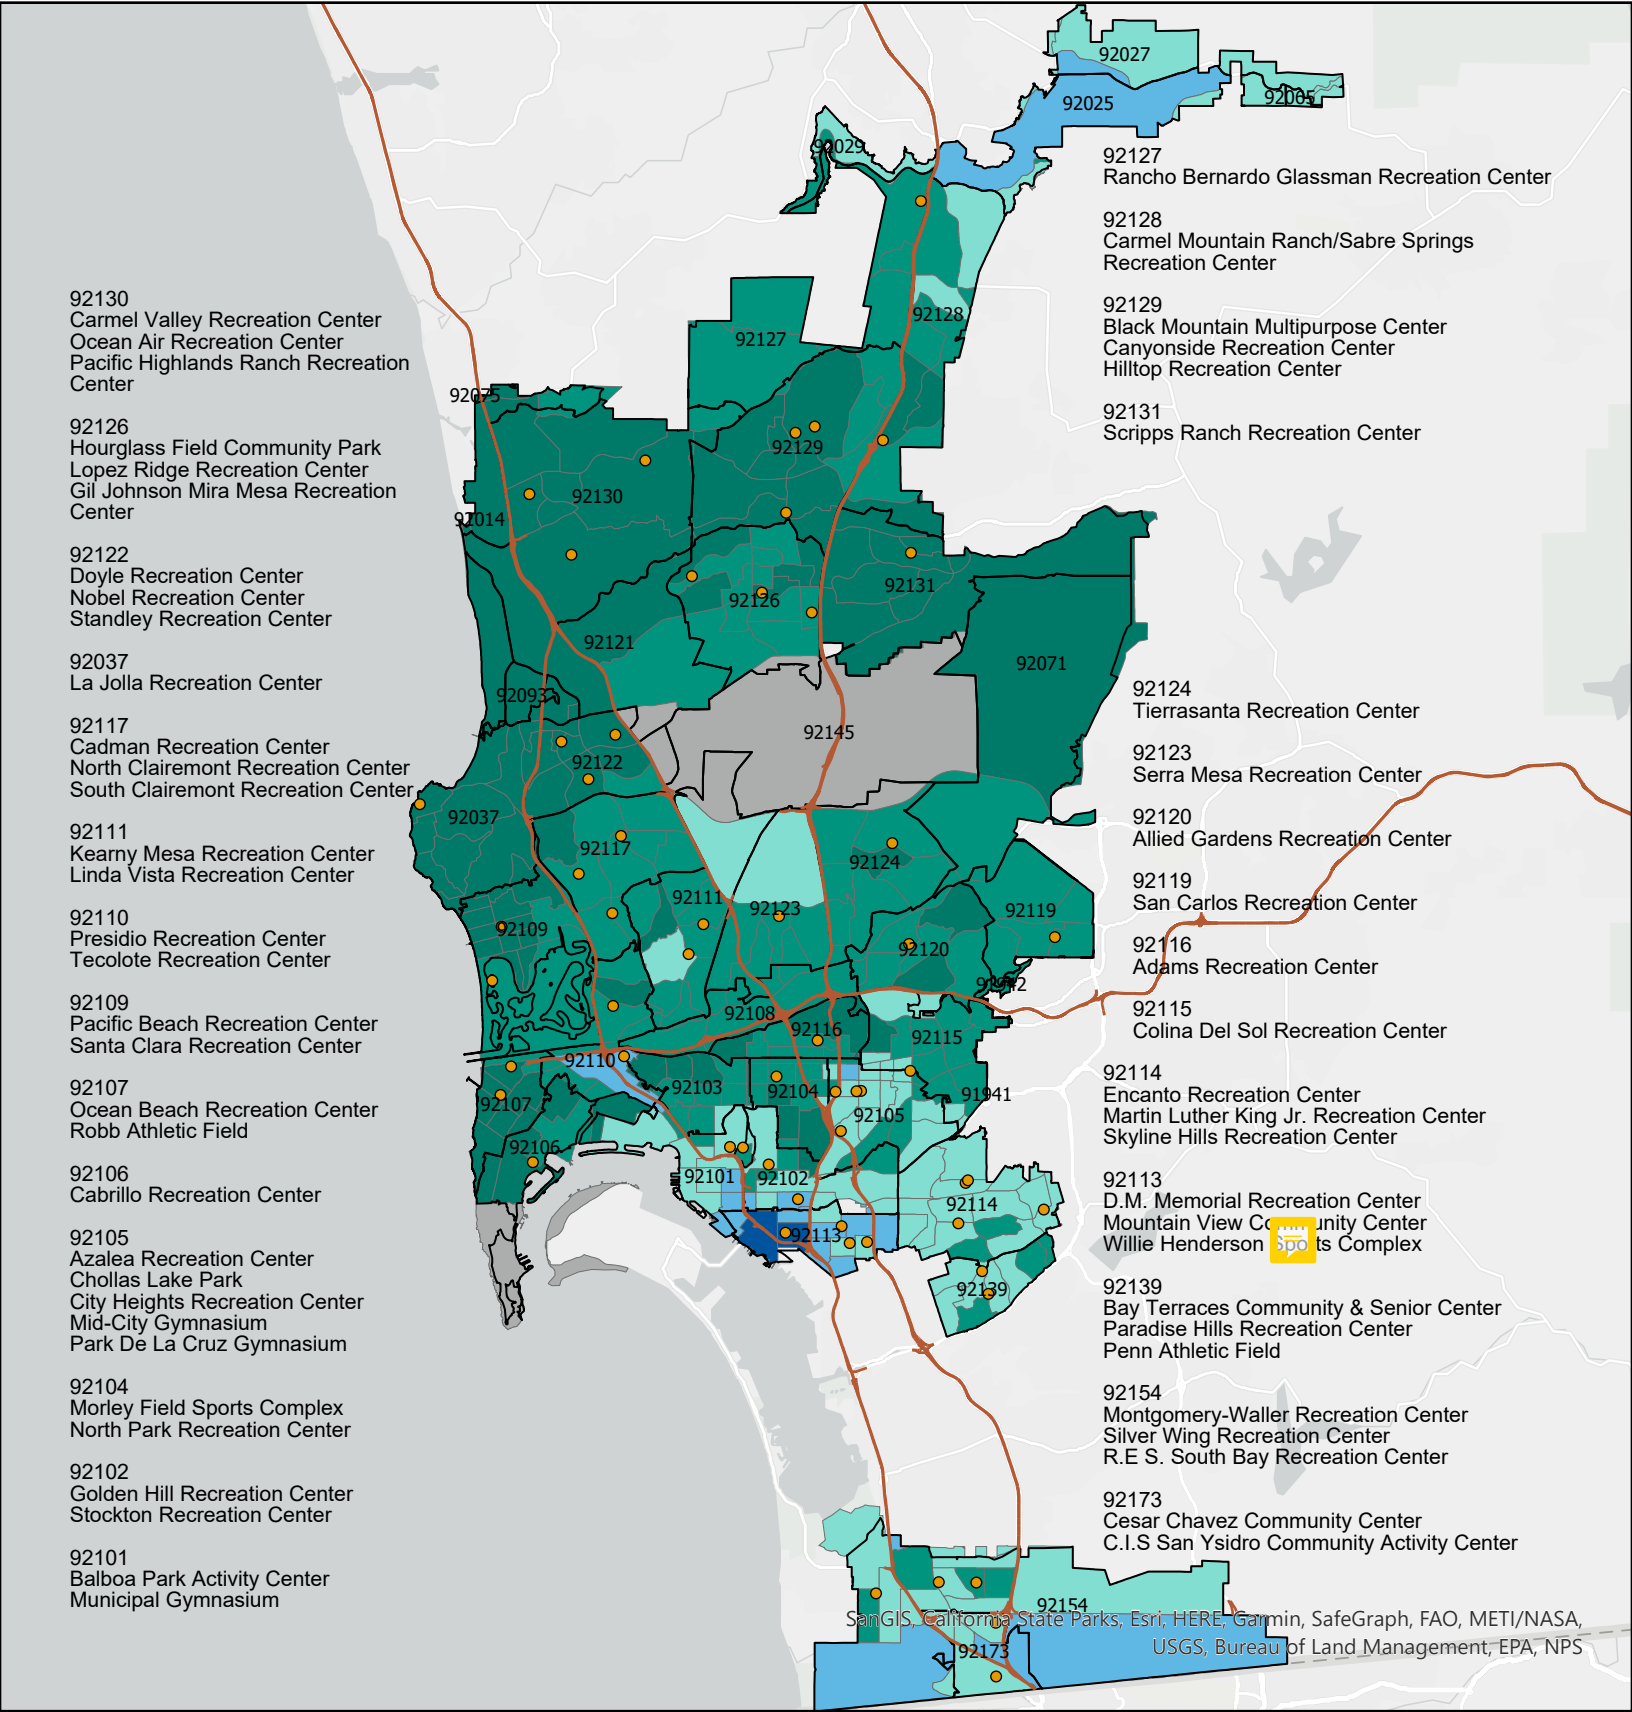 92130
Carmel Valley Recreation Center
Ocean Air Recreation Center
Pacific Highlands Ranch Recreation
Center
92126
Hourglass Field Community Park
Lopez Ridge Recreation Center
Gil Johnson Mira Mesa Recreation
Center
92122
Doyle Recreation Center
Nobel Recreation Center
Standley Recreation Center
92037
La Jolla Recreation Center
92117
Cadman Recreation Center
North Clairemont Recreation Center
South Clairemont Recreation Center
92111
Kearny Mesa Recreation Center
Linda Vista Recreation Center
92110
Presidio Recreation Center
Tecolote Recreation Center
92109
Pacific Beach Recreation Center
Santa Clara Recreation Center
92107
Ocean Beach Recreation Center
Robb Athletic Field
92106
Cabrillo Recreation Center
92105
Azalea Recreation Center
Chollas Lake Park
City Heights Recreation Center
Mid-City Gymnasium
Park De La Cruz Gymnasium
92104
Morley Field Sports Complex
North Park Recreation Center
92102
Golden Hill Recreation Center
Stockton Recreation Center
92101
Balboa Park Activity Center
Municipal Gymnasium
92027
92025
92065
92029
92128
92127
92075
92129
92130
92014
92131
92126
92121
92071
92093
92145
92122
92037
92117
92124
92111
92123
92119
92109
92120
91942
92108
92116
92115
92110
92103
92104
91941
92107
92105
92106
92101
92102
92114
92113
92139
92154
92173
92127
Rancho Bernardo Glassman Recreation Center
92128
Carmel Mountain Ranch/Sabre Springs
Recreation Center
92129
Black Mountain Multipurpose Center
Canyonside Recreation Center
Hilltop Recreation Center
92131
Scripps Ranch Recreation Center
92124
Tierrasanta Recreation Center
92123
Serra Mesa Recreation Center
92120
Allied Gardens Recreation Center
92119
San Carlos Recreation Center
92116
Adams Recreation Center
92115
Colina Del Sol Recreation Center
92114
Encanto Recreation Center
Martin Luther King Jr. Recreation Center
Skyline Hills Recreation Center
92113
D.M. Memorial Recreation Center
Mountain View Community Center
Willie Henderson Sports Complex
92139
Bay Terraces Community & Senior Center
Paradise Hills Recreation Center
Penn Athletic Field
92154
Montgomery-Waller Recreation Center
Silver Wing Recreation Center
R.E S. South Bay Recreation Center
92173
Cesar Chavez Community Center
C.I.S San Ysidro Community Activity Center
SanGIS, California State Parks, Esri, HERE, Garmin, SafeGraph, FAO, METI/NASA,
USGS, Bureau of Land Management, EPA, NPS